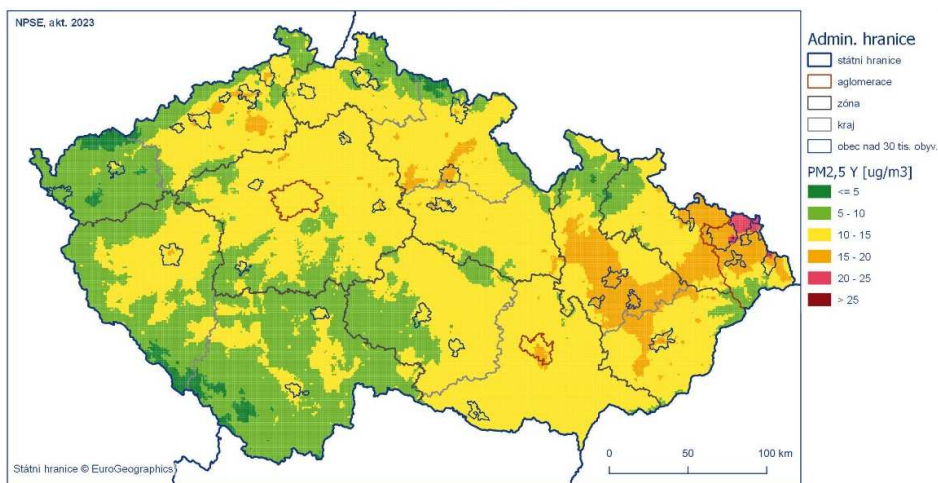 NPSE, akt. 2023
Admin. hranice
státní hranice
aglomerace
zóna
kraj
obec nad 30 tis. obyv.
PM2,5 Y [ug/m3]
<= 5
5 - 10
10 - 15
15 - 20
20 - 25
> 25
Státní hranice © EuroGeographics
0 50 100 km